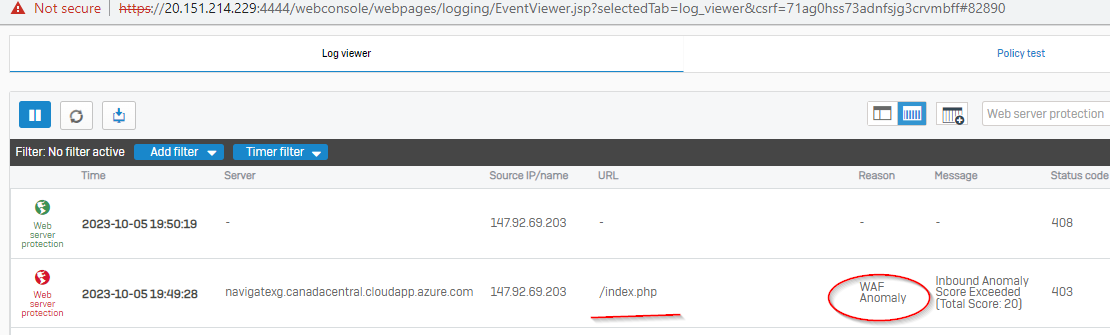 Not secure https://20.151.214.229:4444/webconsole/webpages/logging/EventViewer.jsp?selectedTab=log_viewer&csrf=71ag0hss73adnfsjg3crvmbff#82890
Log viewer Policy test
Web server protection
Filter: No filter active Add filter Timer filter
Time Server Source IP/name URL Reason Message Status code
Web server protection 2023-10-05 19:50:19 - 147.92.69.203 - - - 408
Web server protection 2023-10-05 19:49:28 navigatexg.canadacentral.cloudapp.azure.com 147.92.69.203 /index.php WAF Anomaly Inbound Anomaly Score Exceeded (Total Score: 20) 403